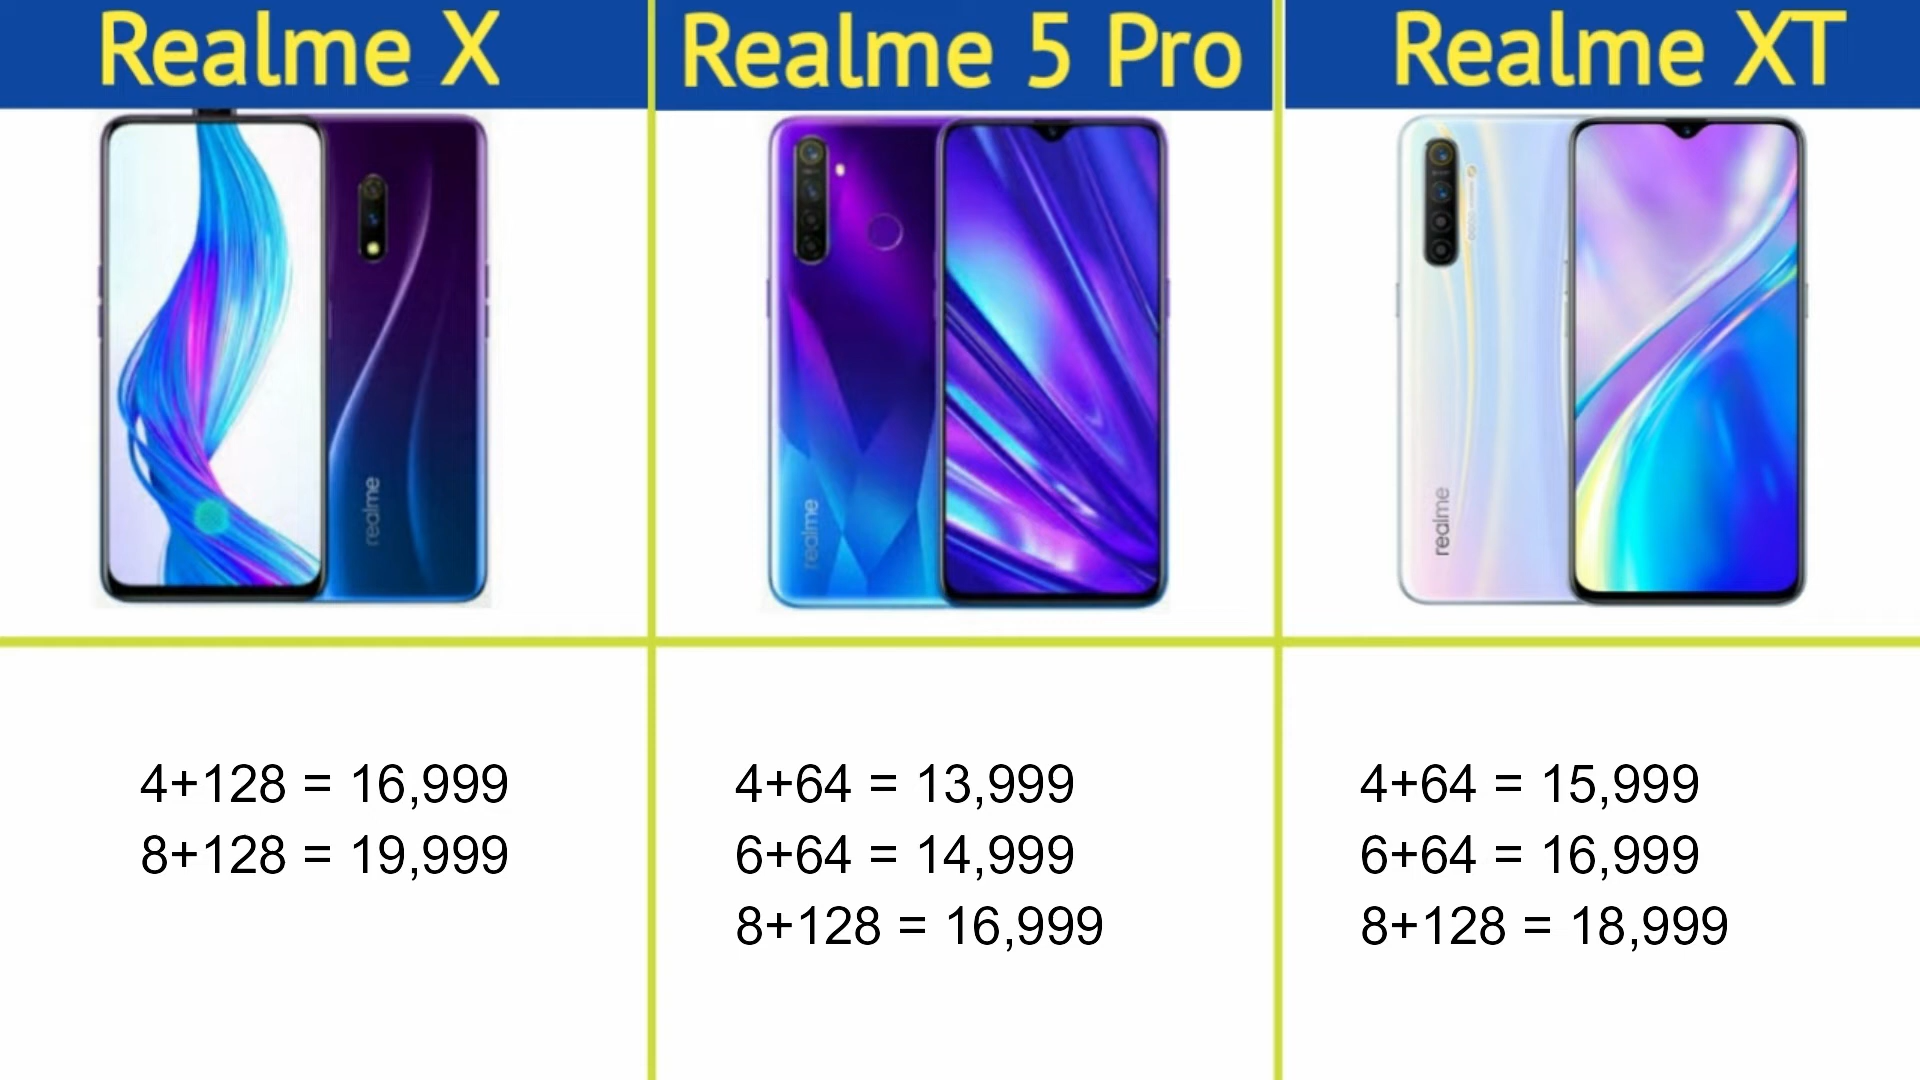 Realme X
Realme 5 Pro
Realme XT
realme
realme
realme
4+128 = 16,999
8+128 = 19,999
4+64 = 13,999
6+64 = 14,999
8+128 = 16,999
4+64 = 15,999
6+64 = 16,999
8+128 = 18,999